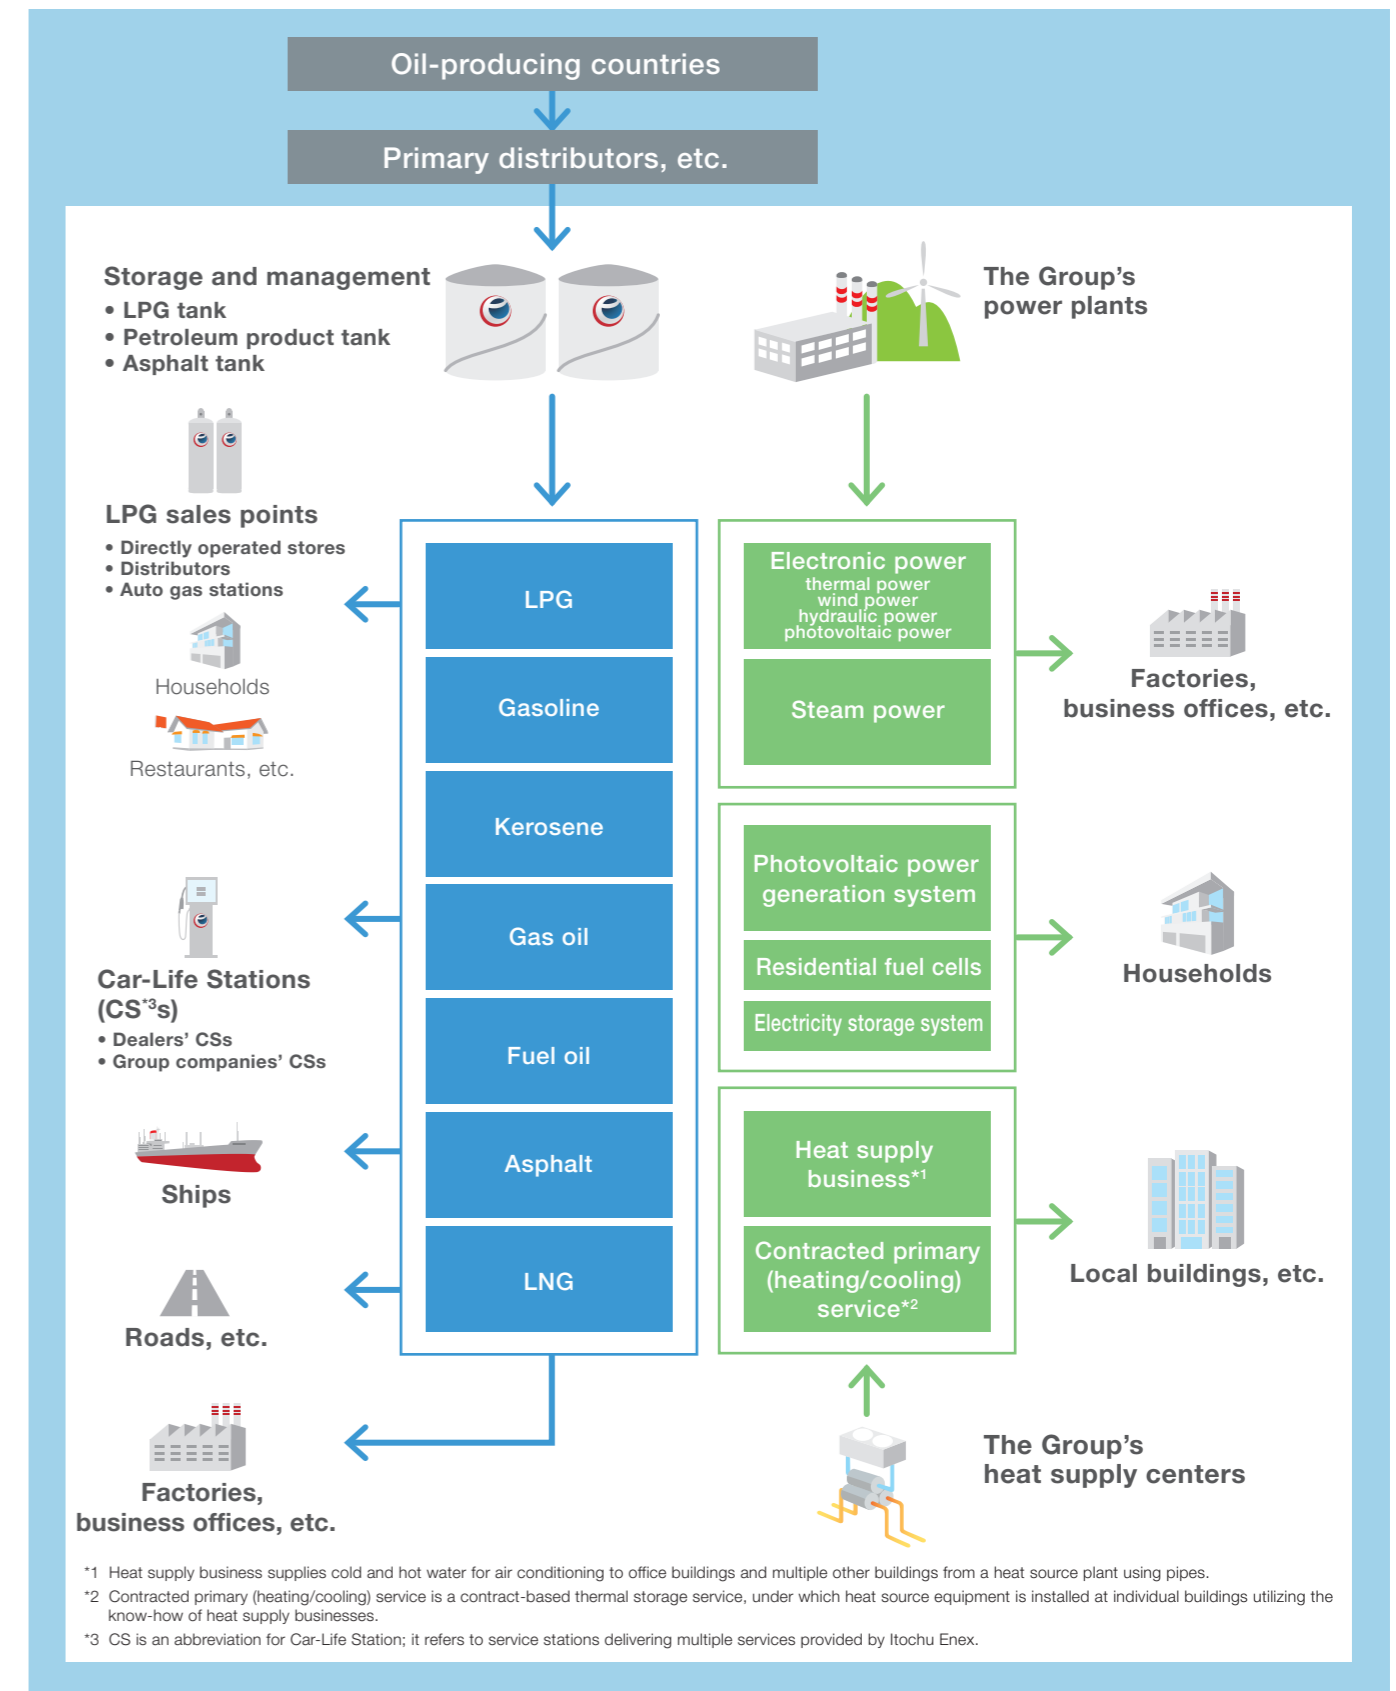 Oil-producing countries
Primary distributors, etc.
Storage and management
• LPG tank
• Petroleum product tank
• Asphalt tank
The Group's
power plants
LPG sales points
• Directly operated stores
• Distributors
• Auto gas stations
Households
Restaurants, etc.
Car-Life Stations
(CS*3s)
• Dealers' CSs
• Group companies' CSs
Ships
Roads, etc.
Factories,
business offices, etc.
LPG
Gasoline
Kerosene
Gas oil
Fuel oil
Asphalt
LNG
Electronic power
thermal power
wind power
hydraulic power
photovoltaic power
Steam power
Photovoltaic power
generation system
Residential fuel cells
Electricity storage system
Heat supply
business*1
Contracted primary
(heating/cooling)
service*2
Factories,
business offices, etc.
Households
Local buildings, etc.
The Group's
heat supply centers
*1 Heat supply business supplies cold and hot water for air conditioning to office buildings and multiple other buildings from a heat source plant using pipes.
*2 Contracted primary (heating/cooling) service is a contract-based thermal storage service, under which heat source equipment is installed at individual buildings utilizing the
know-how of heat supply businesses.
*3 CS is an abbreviation for Car-Life Station; it refers to service stations delivering multiple services provided by Itochu Enex.